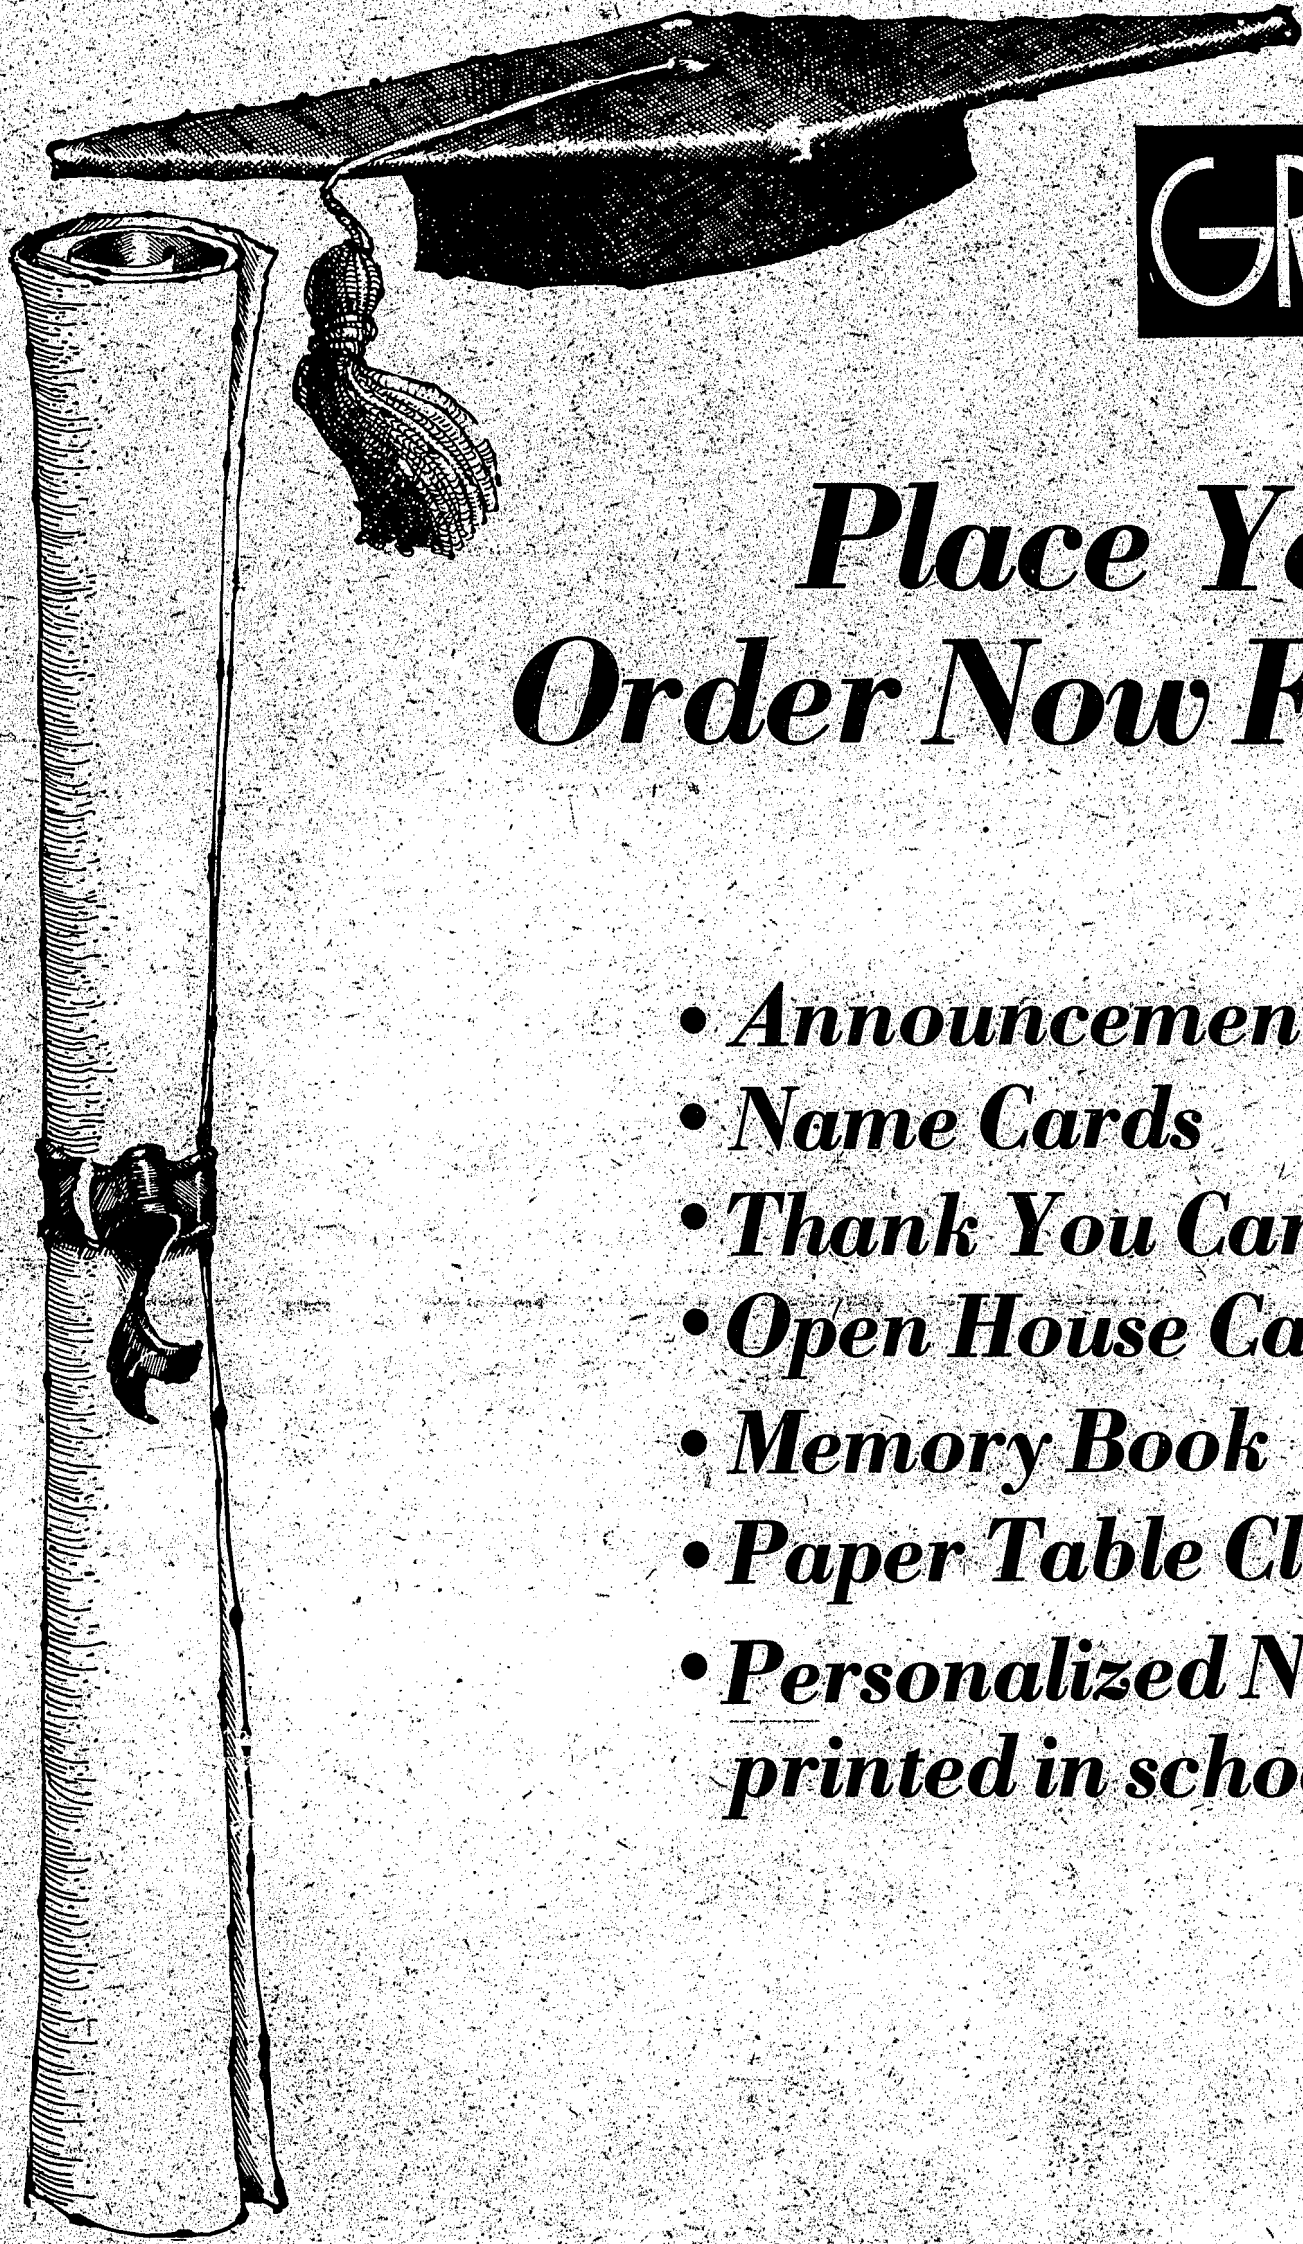 GR
Place Yo
Order Now F
• Announcemen
• Name Cards
• Thank You Car
• Open House Ca
• Memory Book
• Paper Table Cl
• Personalized N
printed in schoo